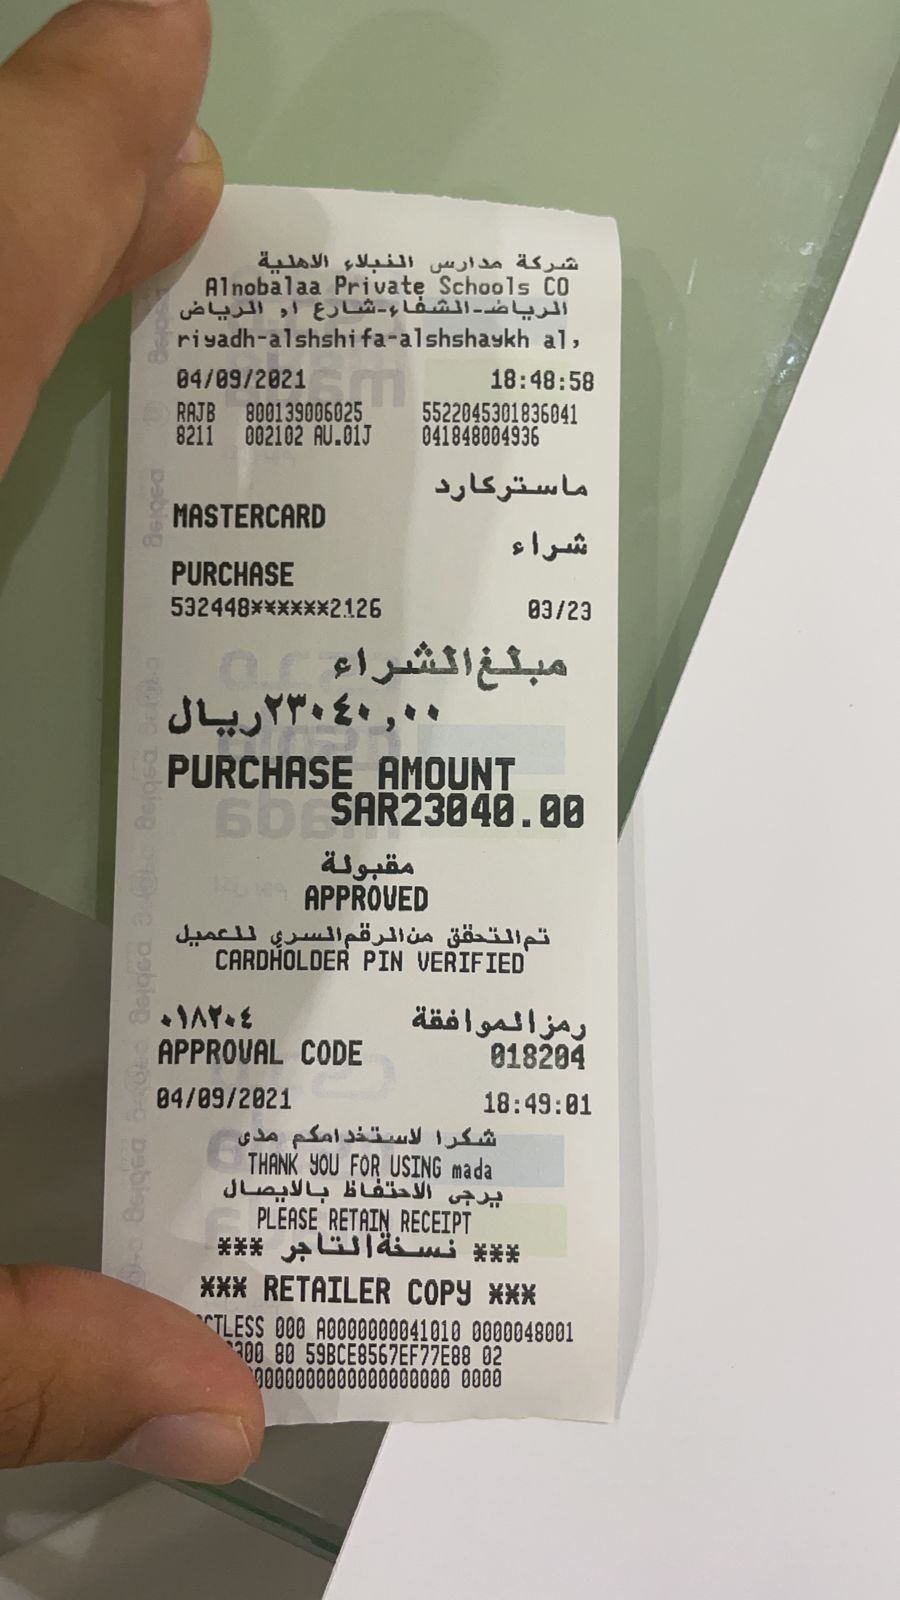 شركة مدارس النبلاء الاهلية
Alnobalaa Private Schools CO
الرياض-الشفاء-شارع ا, الرياض
riyadh-alshshifa-alshshaykh al,
04/09/2021 18:48:58
RAJB 800139006025 5522045301836041
8211 002102 AU.01J 041848004936
ماستركارد
MASTERCARD
شراء
PURCHASE
532448******2126 03/23
مبلغ الشراء
٢٣٠٤٠,٠٠ ريال
PURCHASE AMOUNT
SAR23040.00
مقبولة
APPROVED
تم التحقق من الرقم السري للعميل
CARDHOLDER PIN VERIFIED
رمز الموافقة ٠١٨٢٠٤
APPROVAL CODE 018204
04/09/2021 18:49:01
شكرا لاستخدامكم مدى
THANK YOU FOR USING mada
يرجى الاحتفاظ بالايصال
PLEASE RETAIN RECEIPT
*** نسخة التاجر ***
*** RETAILER COPY ***
CTLESS 000 A0000000041010 0000048001
300 80 59BCE8567EF77E88 02
0000